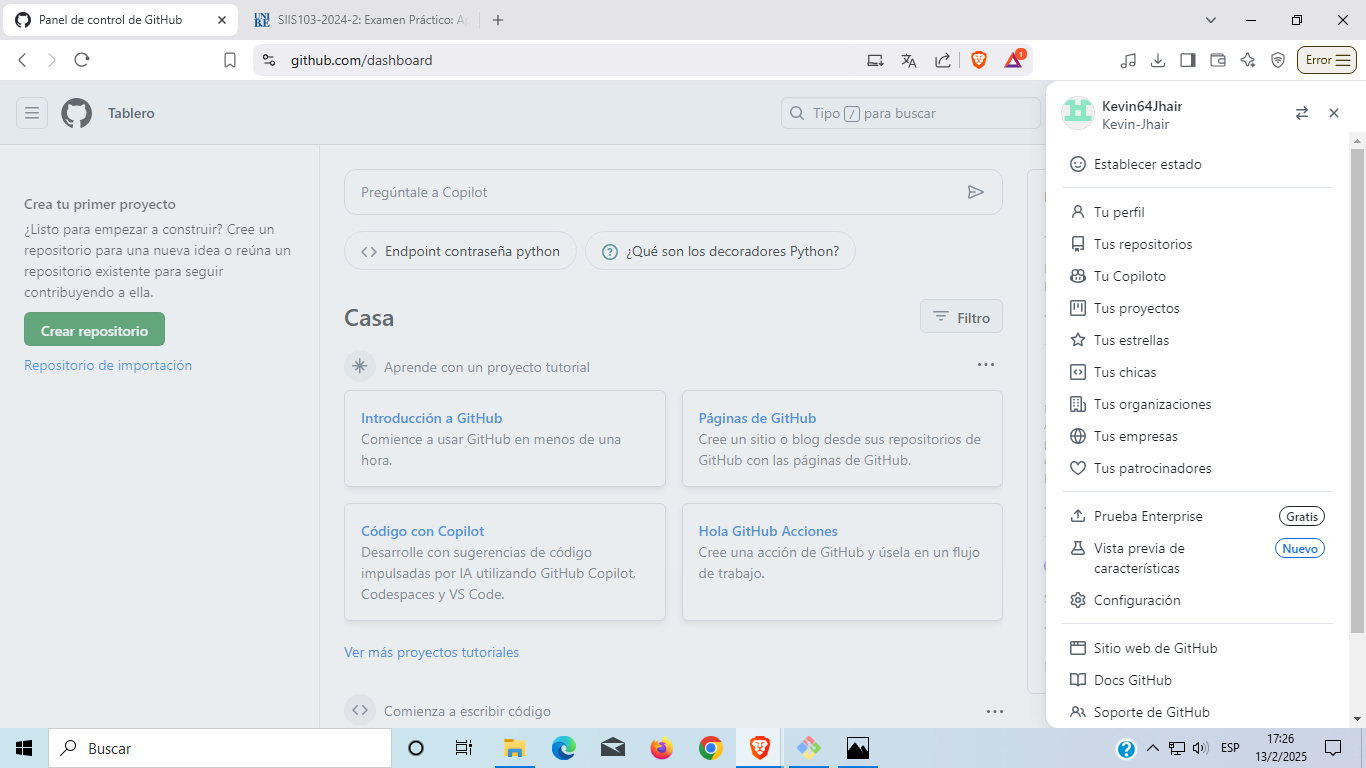 Panel de control de GitHub
UNI
RE
SIIS103-2024-2: Examen Práctico: Ap
github.com/dashboard
1
Error
Tablero
Tipo / para buscar
Kevin64Jhair
Kevin-Jhair
Crea tu primer proyecto
¿Listo para empezar a construir? Cree un
repositorio para una nueva idea o reúna un
repositorio existente para seguir
contribuyendo a ella.
Crear repositorio
Repositorio de importación
Pregúntale a Copilot
Endpoint contraseña python
¿Qué son los decoradores Python?
Casa
Filtro
Aprende con un proyecto tutorial
Introducción a GitHub
Comience a usar GitHub en menos de una
hora.
Páginas de GitHub
Cree un sitio o blog desde sus repositorios de
GitHub con las páginas de GitHub.
Código con Copilot
Desarrolle con sugerencias de código
impulsadas por IA utilizando GitHub Copilot,
Codespaces y VS Code.
Hola GitHub Acciones
Cree una acción de GitHub y úsela en un flujo
de trabajo.
Ver más proyectos tutoriales
Comienza a escribir código
Establecer estado
Tu perfil
Tus repositorios
Tu Copiloto
Tus proyectos
Tus estrellas
Tus chicas
Tus organizaciones
Tus empresas
Tus patrocinadores
Prueba Enterprise
Gratis
Vista previa de
características
Nuevo
Configuración
Sitio web de GitHub
Docs GitHub
Soporte de GitHub
Buscar
ESP
17:26
13/2/2025